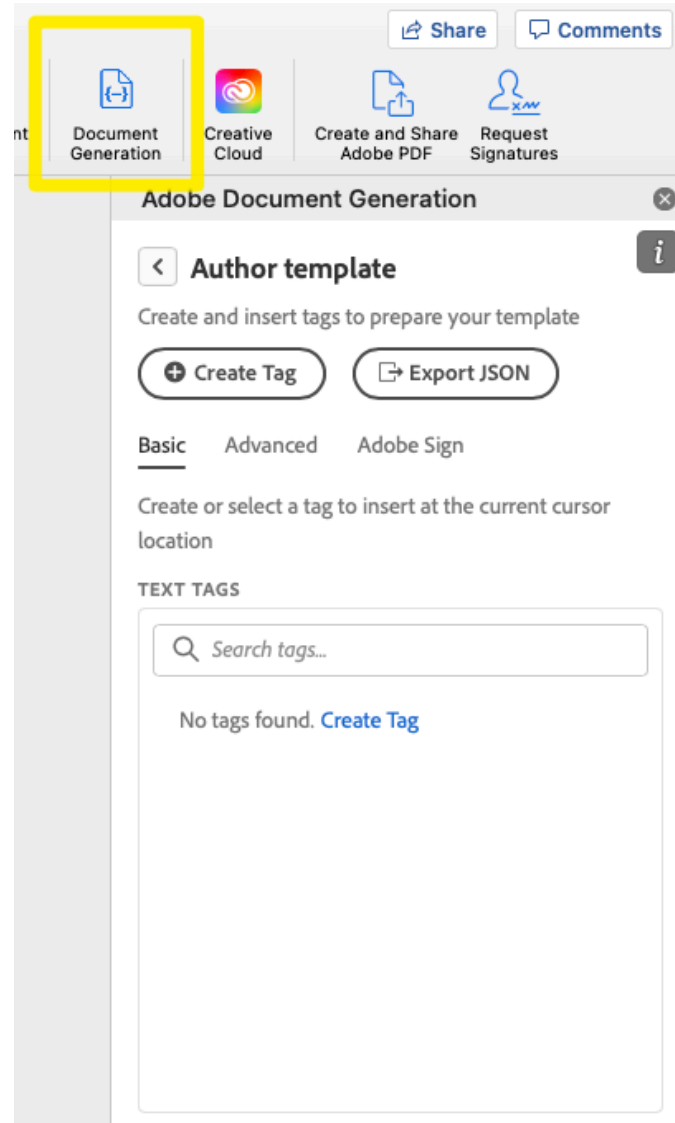 Share
Comments
nt
Document
Generation
Creative
Cloud
Create and Share
Adobe PDF
Request
Signatures
Adobe Document Generation
i
Author template
Create and insert tags to prepare your template
Create Tag
Export JSON
Basic
Advanced
Adobe Sign
Create or select a tag to insert at the current cursor
location
TEXT TAGS
Search tags...
No tags found. Create Tag